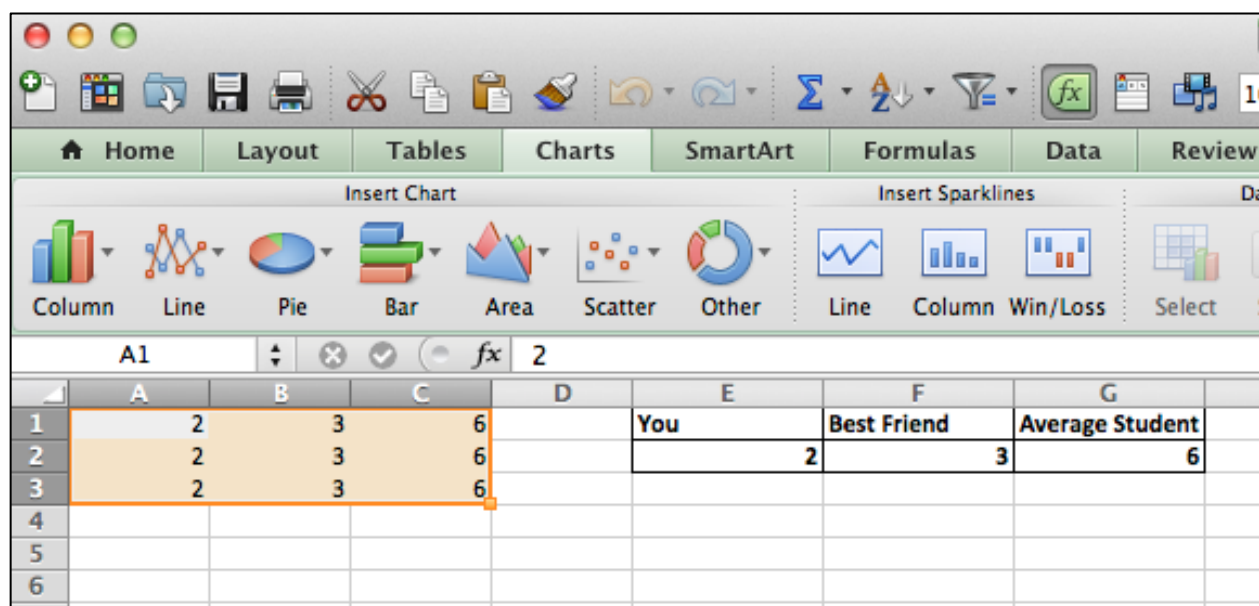 Home Layout Tables Charts SmartArt Formulas Data Review
Insert Chart Insert Sparklines
Column Line Pie Bar Area Scatter Other Line Column Win/Loss Select
A1 fx 2
A B C D E F G
1 2 3 6 You Best Friend Average Student
2 2 3 6 2 3 6
3 2 3 6
4
5
6